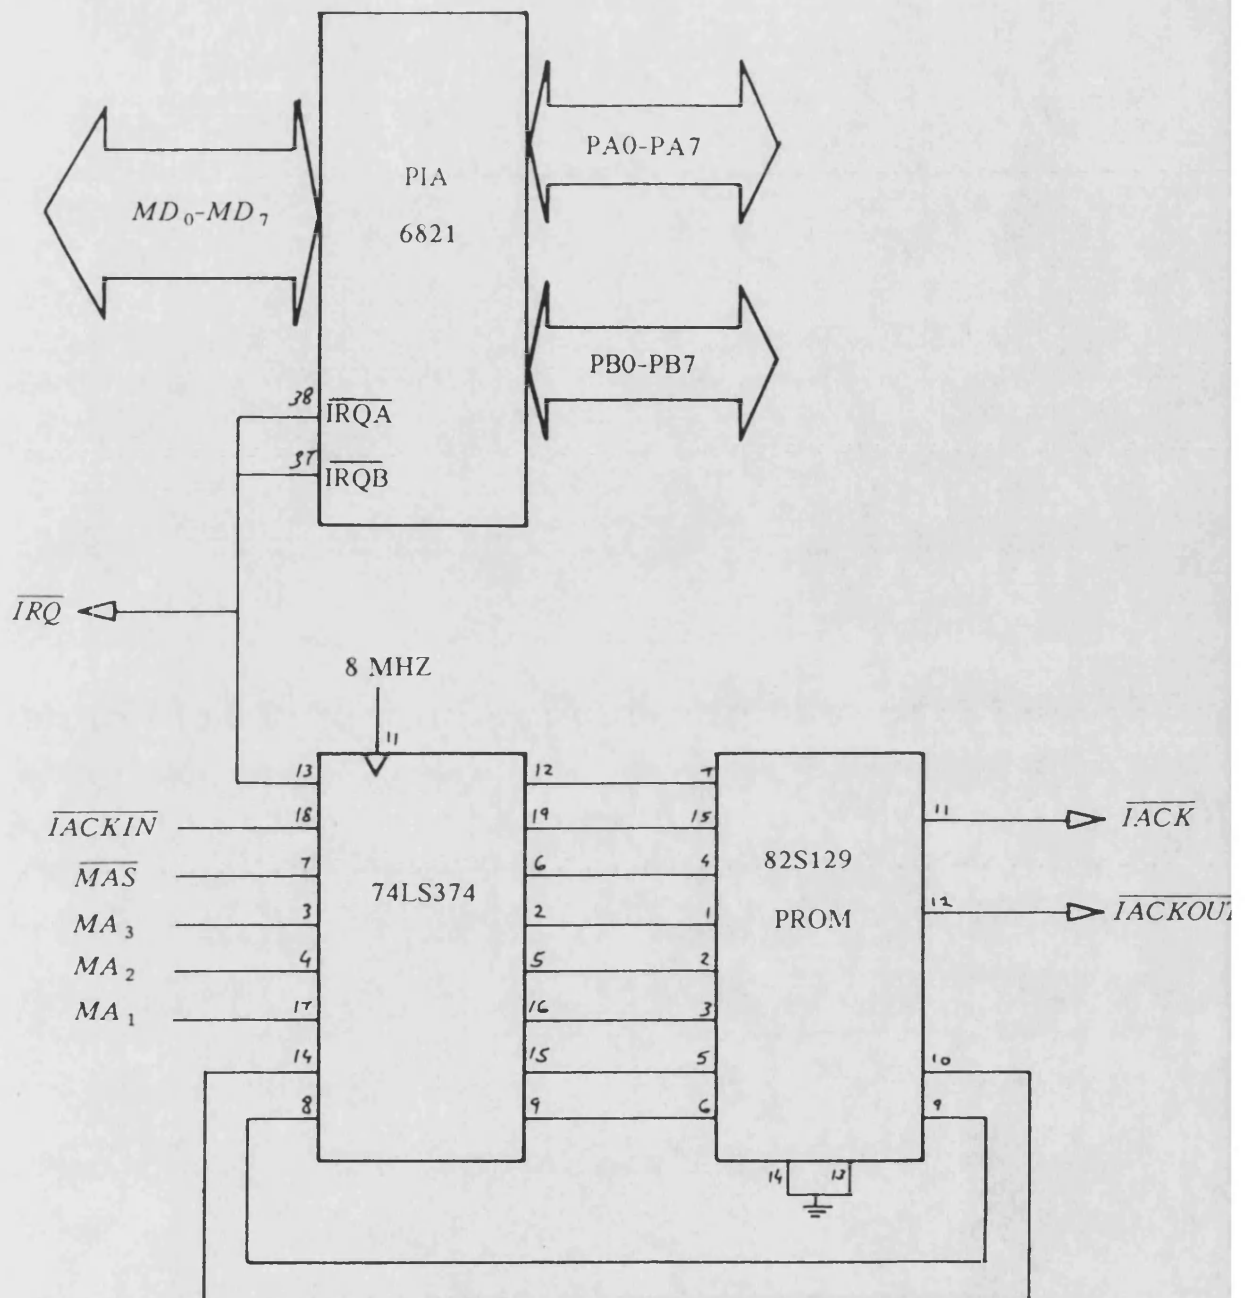 PIA
6821
MD₀-MD₇
PA0-PA7
PB0-PB7
38
IRQA
37
IRQB
IRQ
8 MHZ
11
13 12 7
IACKIN 18 19 15 11 IACK
MAS 7 6 4
74LS374 82S129
MA₃ 3 2 1 12 IACKOUT
PROM
MA₂ 4 5 2
MA₁ 17 16 3
14 15 5 10
8 9 6 9
14 13